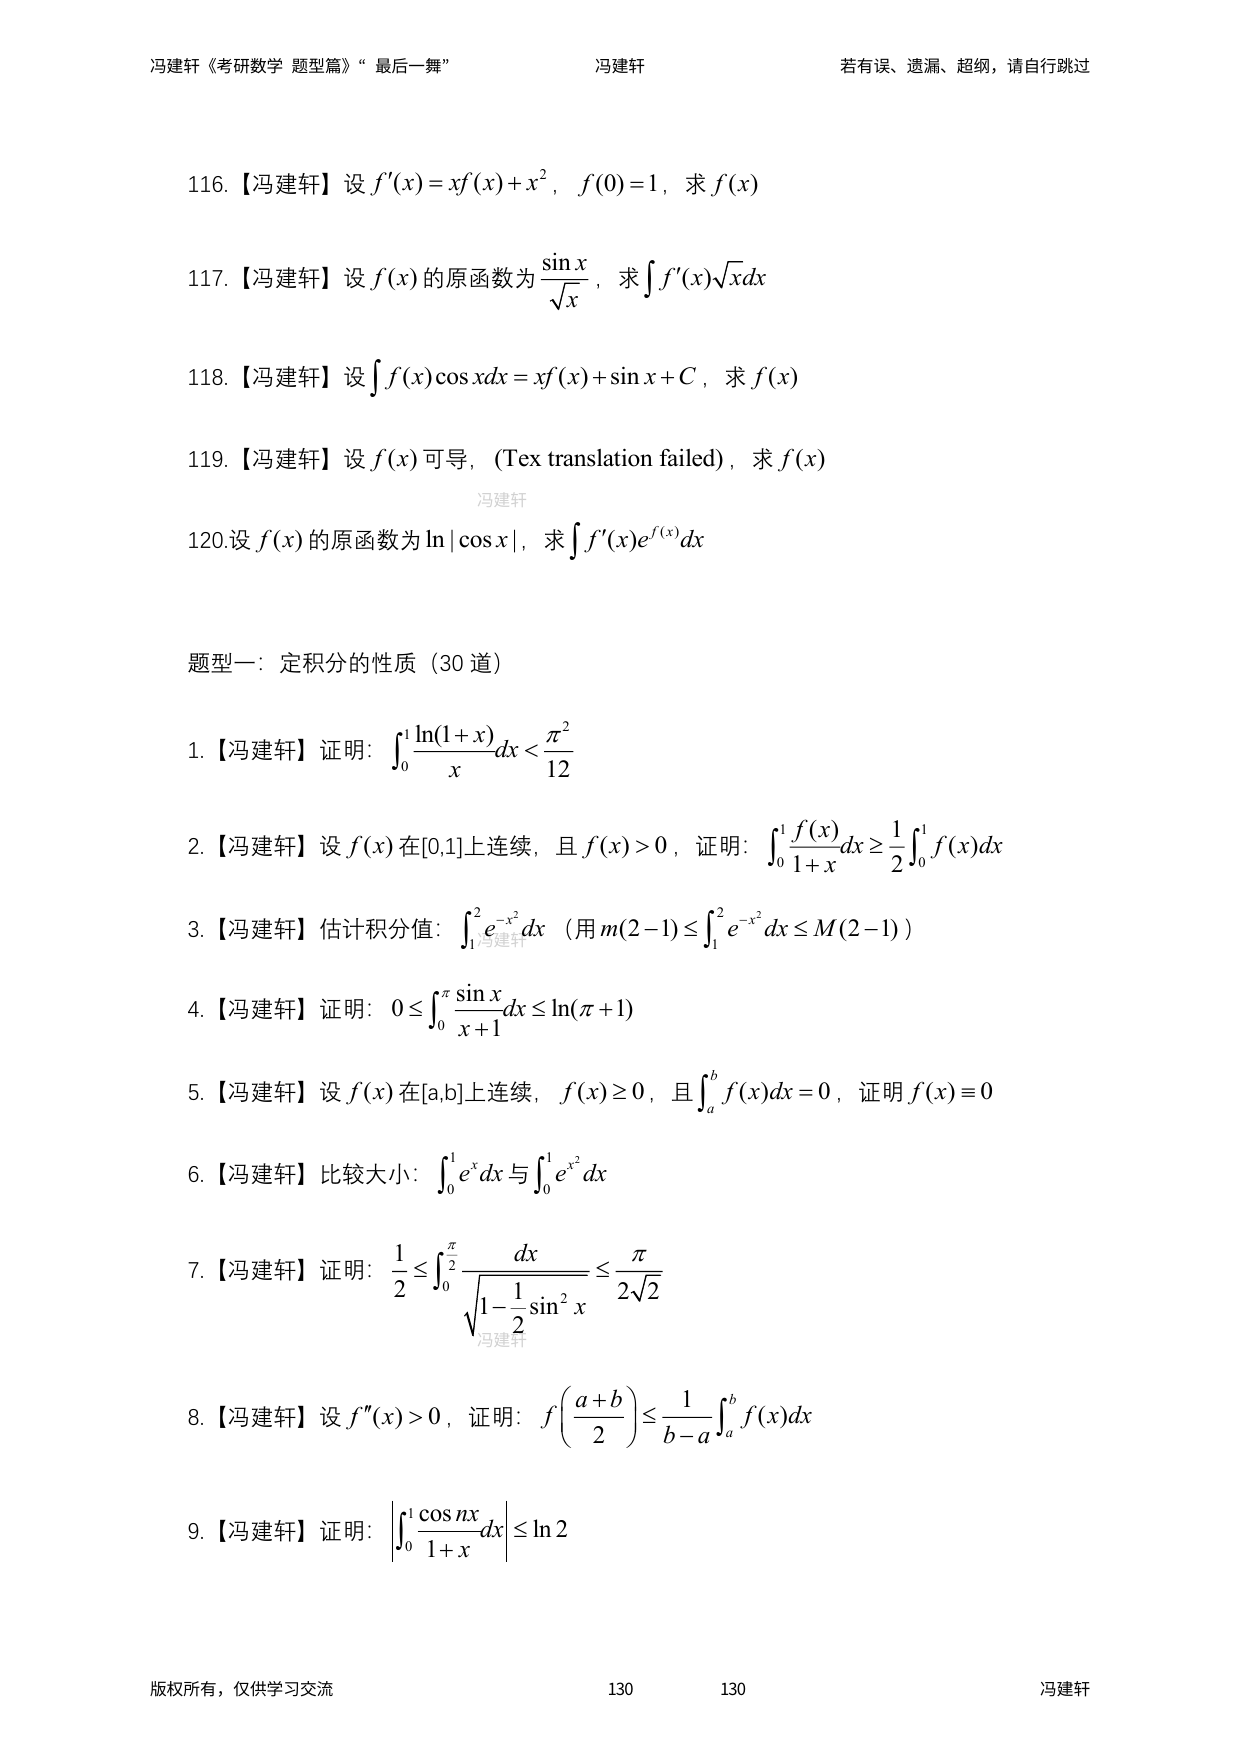 冯建轩《考研数学 题型篇》“ 最后一舞” 冯建轩 若有误、遗漏、超纲，请自行跳过
116.【冯建轩】设 f′(x) = xf(x) + x²， f(0) = 1，求 f(x)
117.【冯建轩】设 f(x) 的原函数为 sin x / √x，求 ∫ f′(x)√x dx
118.【冯建轩】设 ∫ f(x) cos x dx = xf(x) + sin x + C，求 f(x)
119.【冯建轩】设 f(x) 可导， (Tex translation failed)，求 f(x)
冯建轩
120.设 f(x) 的原函数为 ln | cos x |，求 ∫ f′(x)e^{f(x)} dx
题型一：定积分的性质（30 道）
1.【冯建轩】证明： ∫₀¹ ln(1+x)/x dx < π²/12
2.【冯建轩】设 f(x) 在[0,1]上连续，且 f(x) > 0，证明： ∫₀¹ f(x)/(1+x) dx ≥ 1/2 ∫₀¹ f(x)dx
3.【冯建轩】估计积分值： ∫₁² e^{−x²} dx （用 m(2−1) ≤ ∫₁² e^{−x²} dx ≤ M(2−1) ）
冯建轩
4.【冯建轩】证明： 0 ≤ ∫₀^π sin x/(x+1) dx ≤ ln(π+1)
5.【冯建轩】设 f(x) 在[a,b]上连续， f(x) ≥ 0，且 ∫_a^b f(x)dx = 0，证明 f(x) ≡ 0
6.【冯建轩】比较大小： ∫₀¹ e^x dx 与 ∫₀¹ e^{x²} dx
7.【冯建轩】证明： 1/2 ≤ ∫₀^{π/2} dx/√(1 − 1/2 sin² x) ≤ π/(2√2)
冯建轩
8.【冯建轩】设 f″(x) > 0，证明： f((a+b)/2) ≤ 1/(b−a) ∫_a^b f(x)dx
9.【冯建轩】证明： |∫₀¹ cos nx/(1+x) dx| ≤ ln 2
版权所有，仅供学习交流 130 130 冯建轩